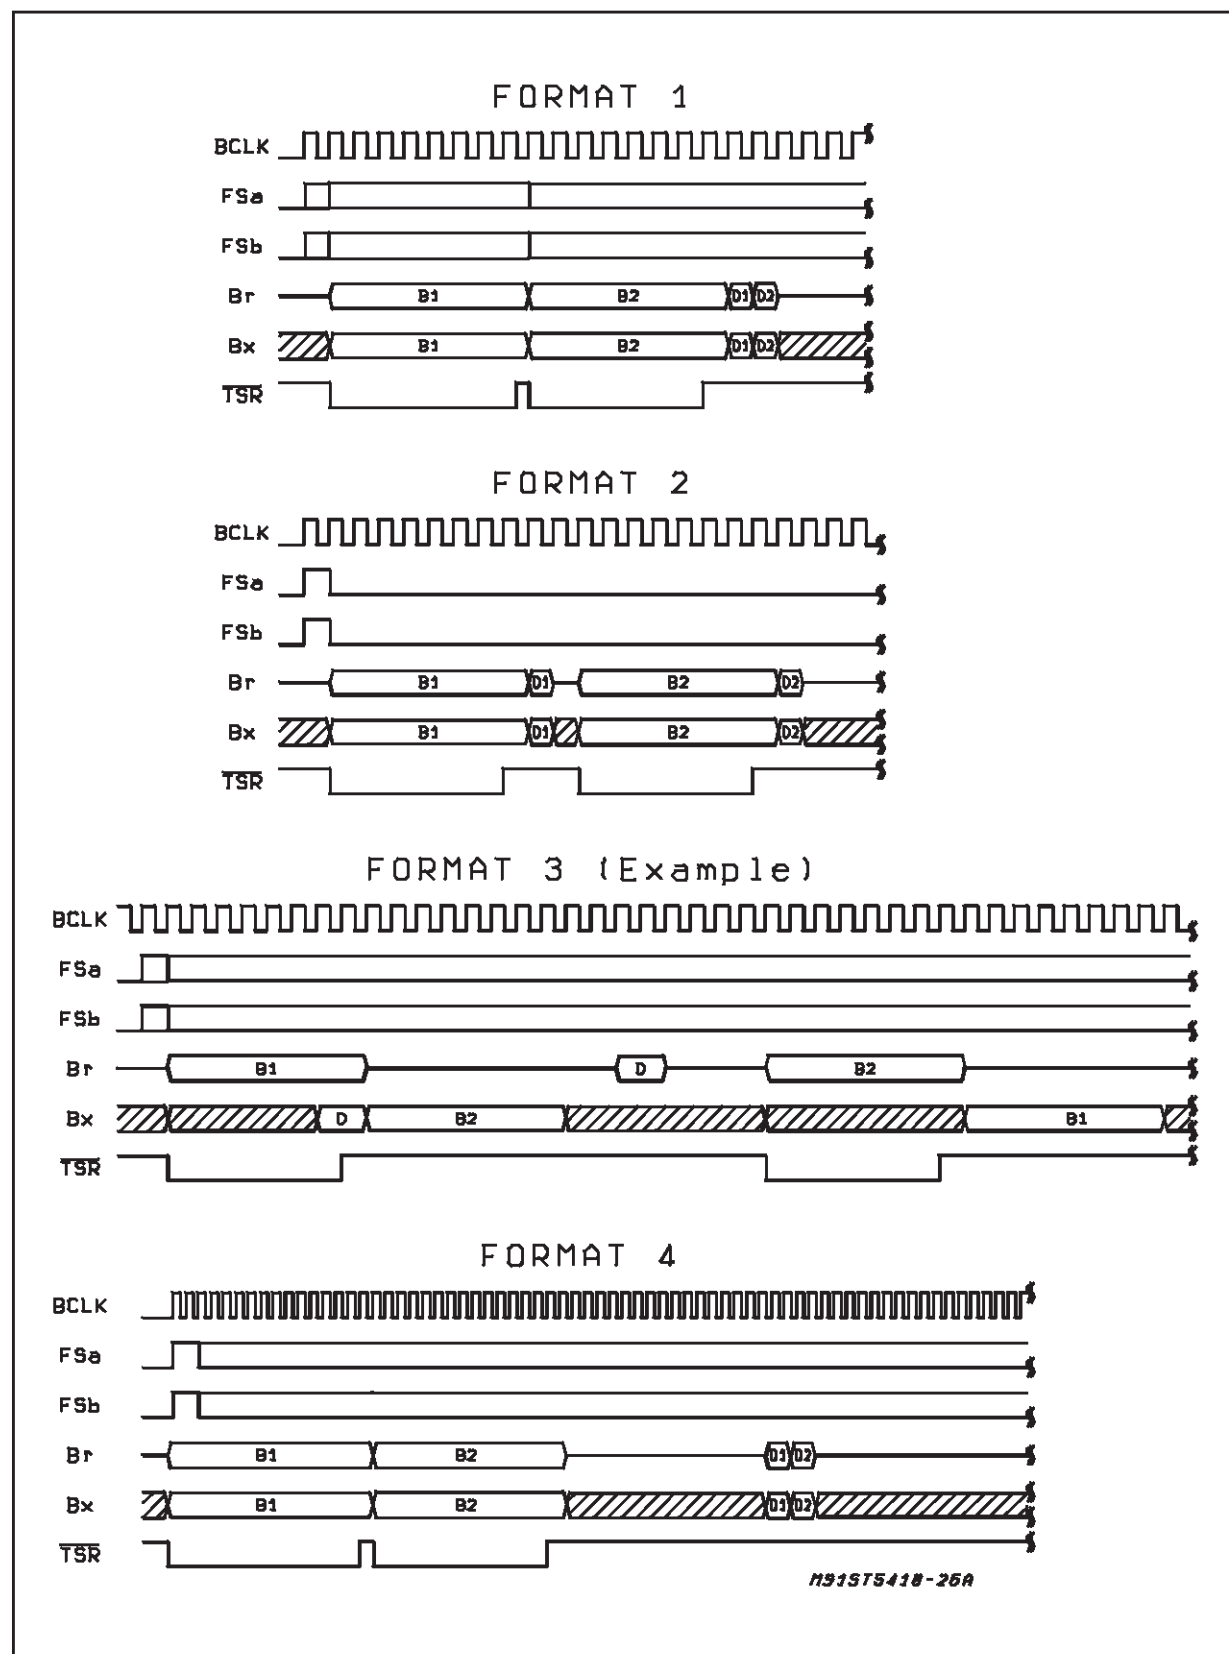 FORMAT 1
BCLK
FSa
FSb
Br B1 B2 D1 D2
Bx B1 B2 D1 D2
TSR
FORMAT 2
BCLK
FSa
FSb
Br B1 D1 B2 D2
Bx B1 D1 B2 D2
TSR
FORMAT 3 (Example)
BCLK
FSa
FSb
Br B1 D B2
Bx D B2 B1
TSR
FORMAT 4
BCLK
FSa
FSb
Br B1 B2 D1 D2
Bx B1 B2 D1 D2
TSR
M91ST5418-26A